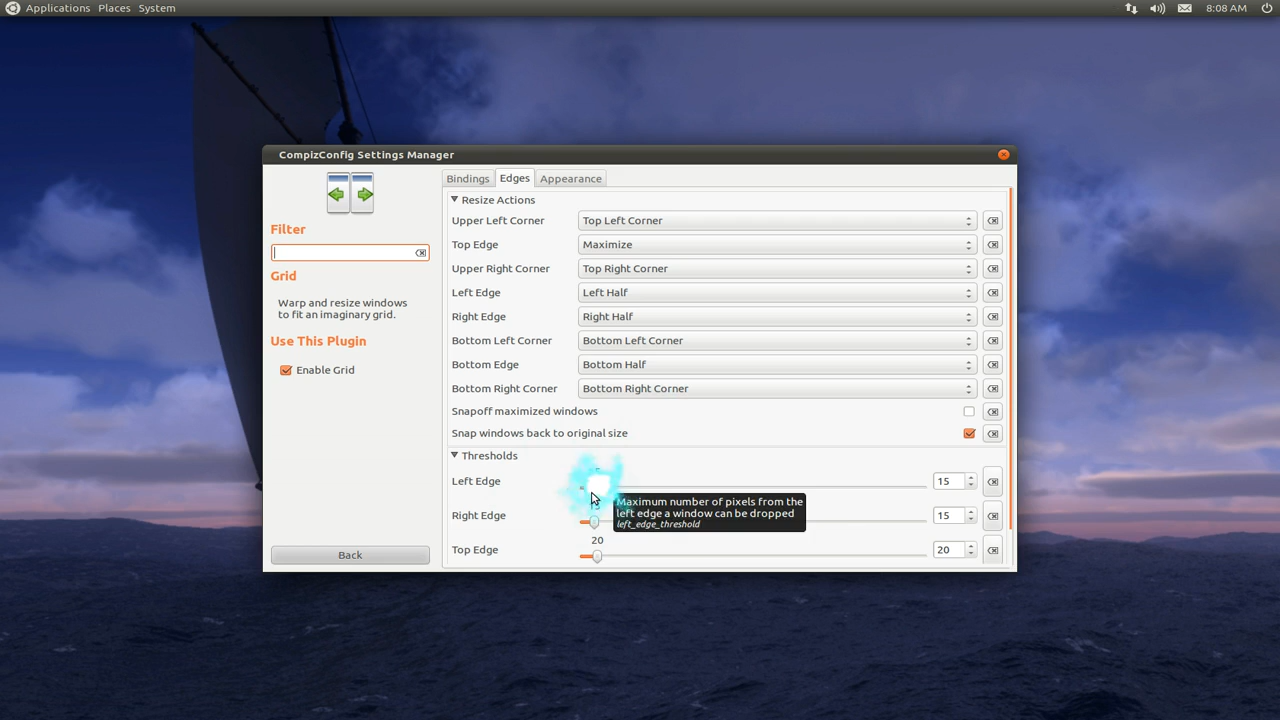 Applications Places System 8:08 AM
CompizConfig Settings Manager
Filter
Grid
Warp and resize windows
to fit an imaginary grid.
Use This Plugin
Enable Grid
Back
Bindings Edges Appearance
Resize Actions
Upper Left Corner Top Left Corner
Top Edge Maximize
Upper Right Corner Top Right Corner
Left Edge Left Half
Right Edge Right Half
Bottom Left Corner Bottom Left Corner
Bottom Edge Bottom Half
Bottom Right Corner Bottom Right Corner
Snapoff maximized windows
Snap windows back to original size
Thresholds
Left Edge 15
Maximum number of pixels from the
left edge a window can be dropped
left_edge_threshold
Right Edge 15
20
Top Edge 20